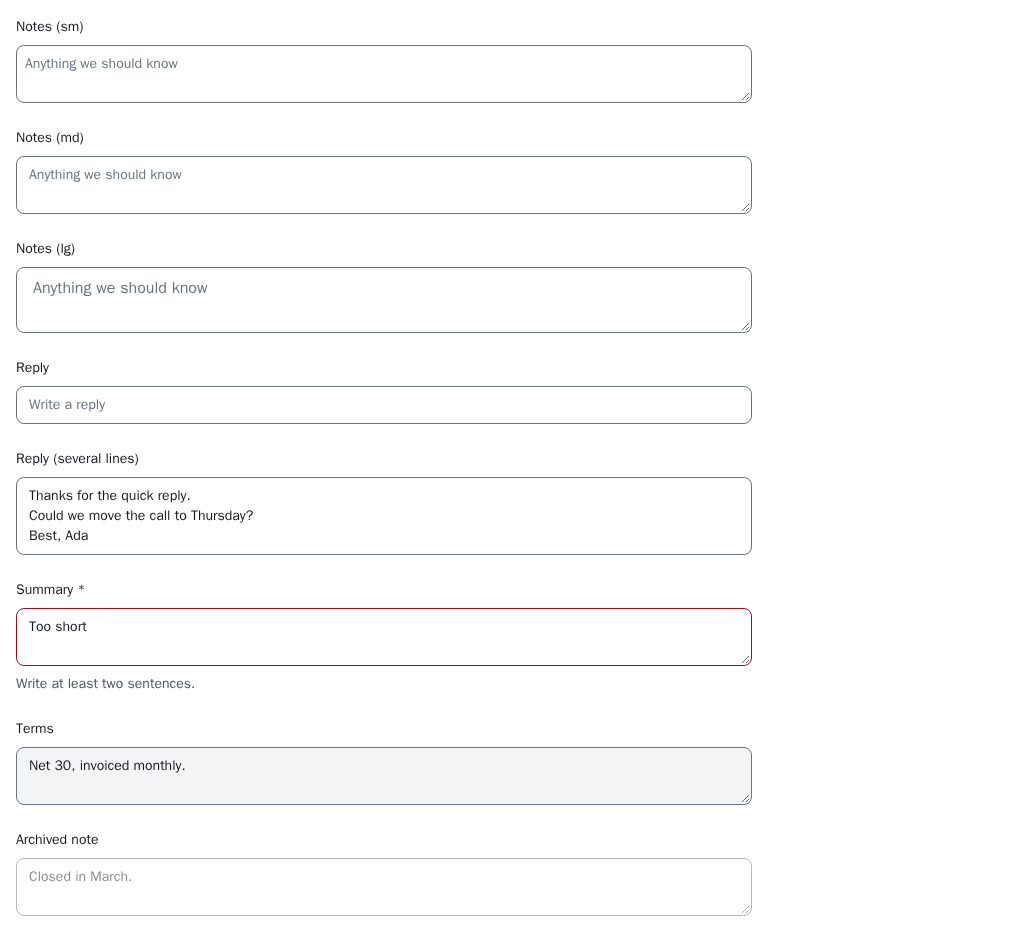 Notes (sm)
Anything we should know
Notes (md)
Anything we should know
Notes (lg)
Anything we should know
Reply
Write a reply
Reply (several lines)
Thanks for the quick reply.
Could we move the call to Thursday?
Best, Ada
Summary *
Too short
Write at least two sentences.
Terms
Net 30, invoiced monthly.
Archived note
Closed in March.